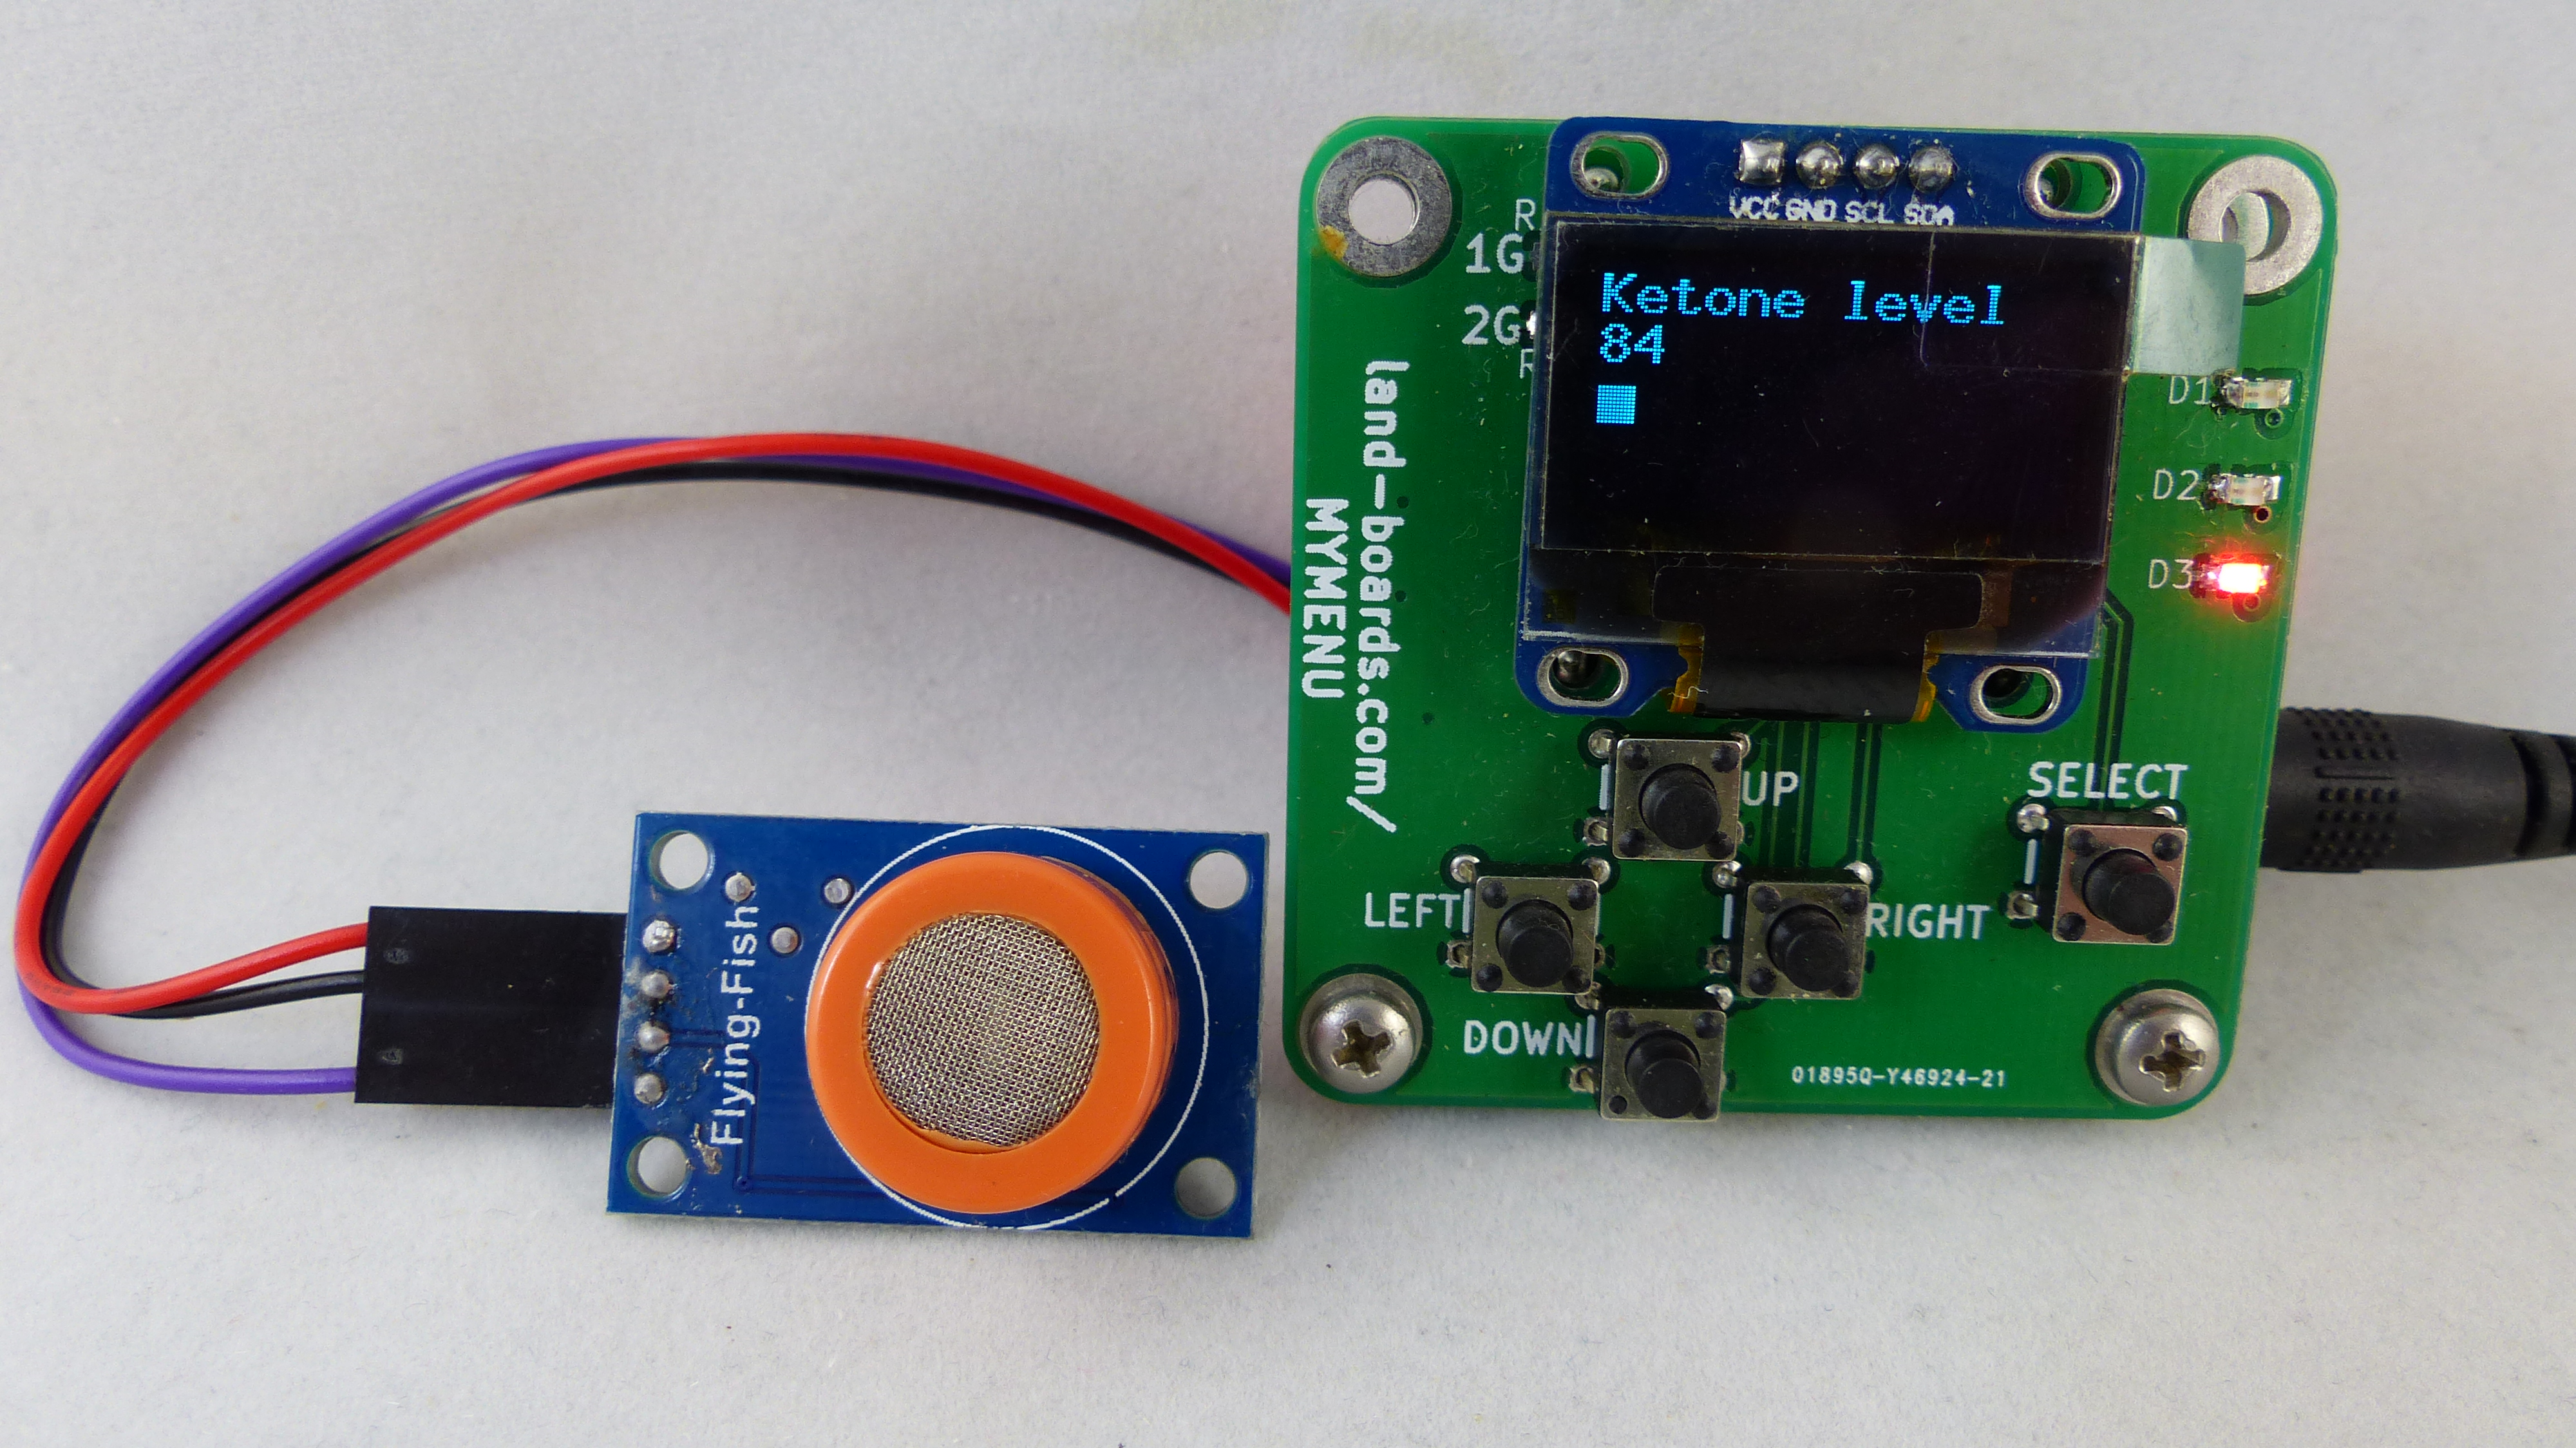 VCC GND SCL SDA
R
1G
2G
R
Ketone level
84
D1
D2
D3
land-boards.com/
MYMENU
UP
SELECT
LEFT
RIGHT
DOWN
01895Q-Y46924-21
Flying-Fish